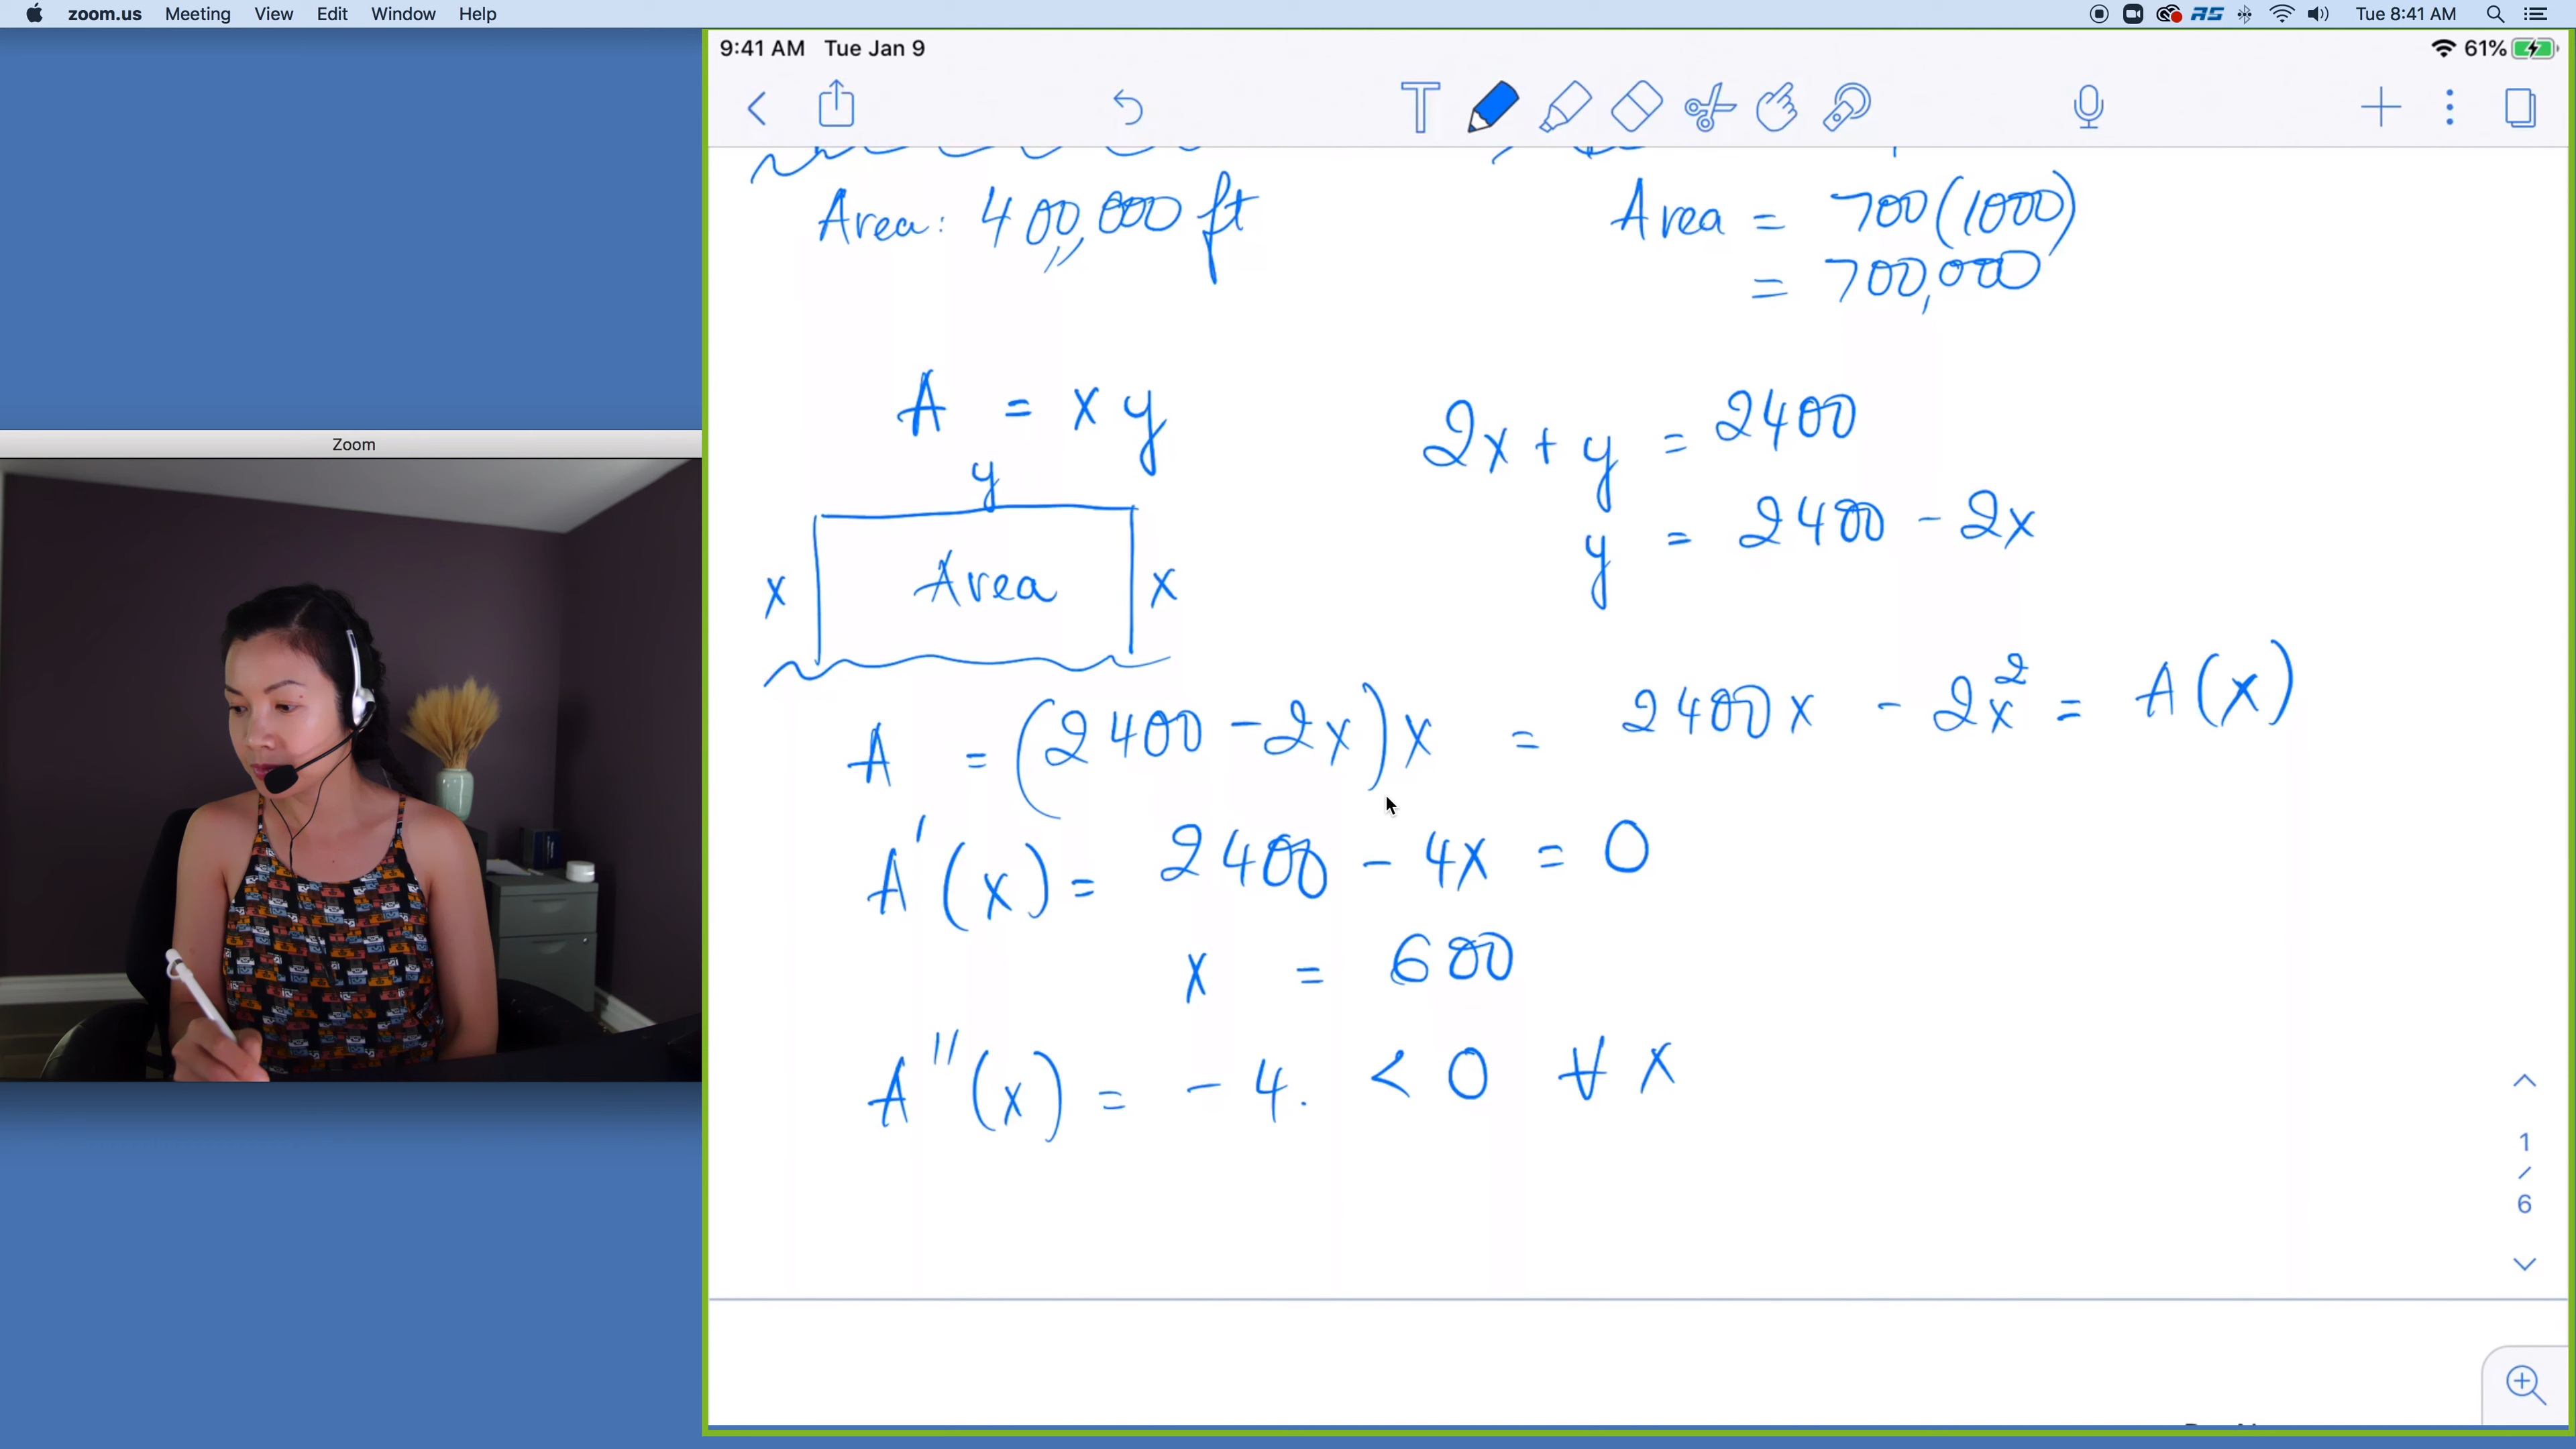 zoom.us Meeting View Edit Window Help
Tue 8:41 AM
Zoom
9:41 AM Tue Jan 9
61%
T
Area: 400,000 ft
Area = 700(1000)
= 700,000
A = x y
2x + y = 2400
y = 2400 - 2x
y
x Area x
A = (2400 - 2x)x = 2400x - 2x² = A(x)
A'(x) = 2400 - 4x = 0
x = 600
A''(x) = -4. < 0 ∀ x
1
/
6